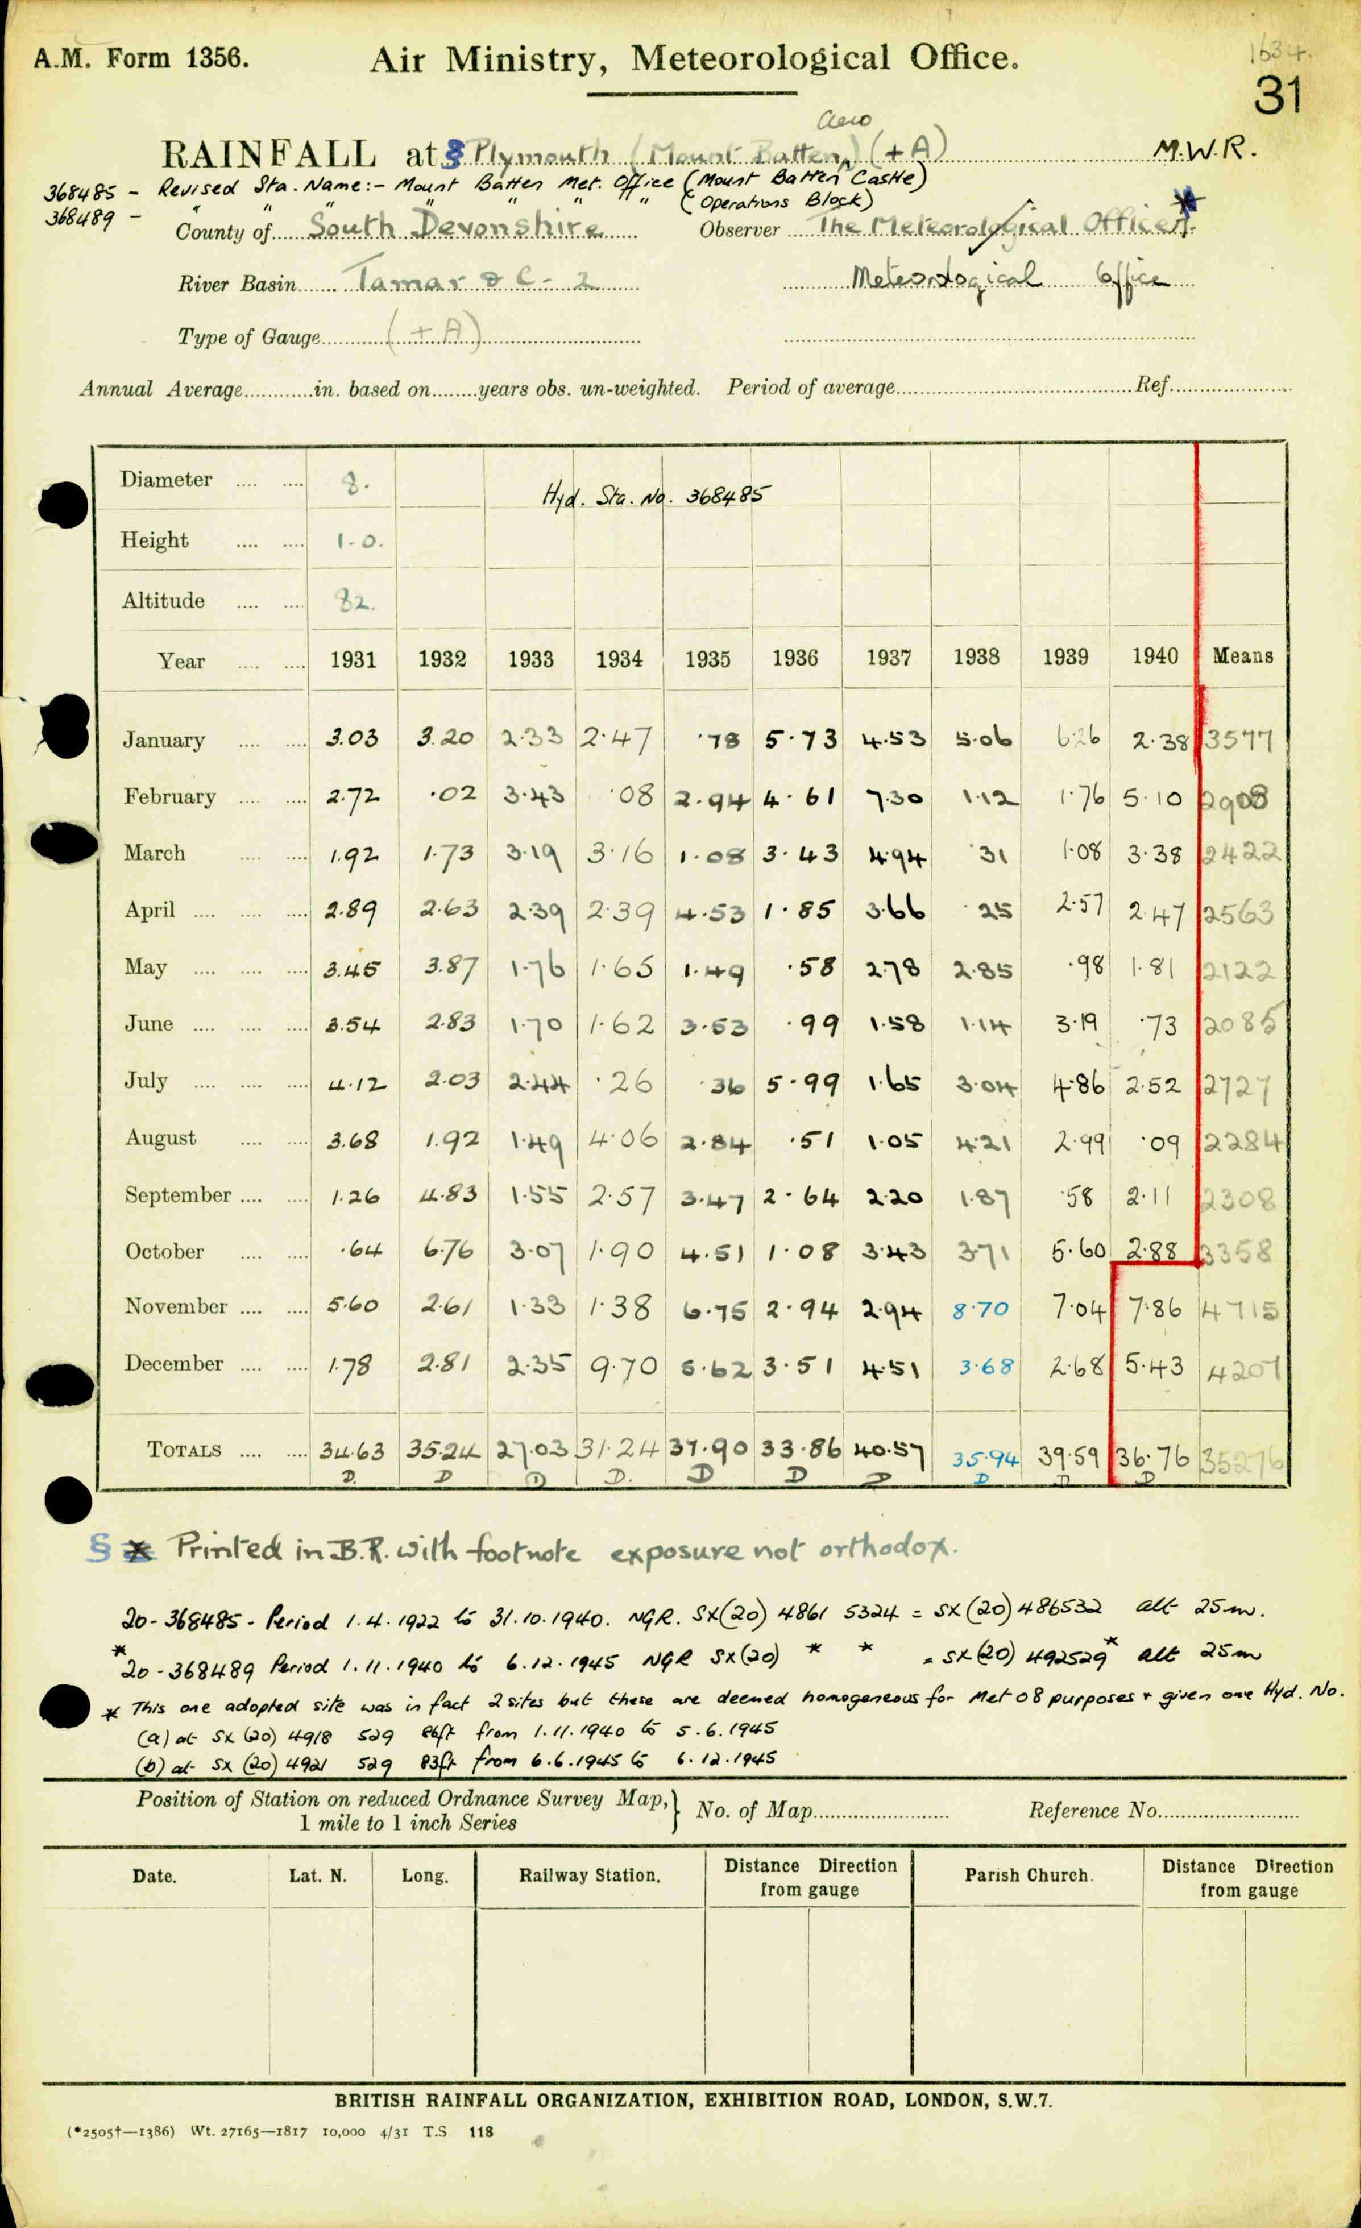 1634.
A.M. Form 1356. Air Ministry, Meteorological Office. 31
Aero
RAINFALL at § Plymouth (Mount Batten) (+A) M.W.R.
368485 – Revised Sta. Name:- Mount Batten Met. Office (Mount Batten Castle)
368489 – " " " " " " " (Operations Block)
County of South Devonshire Observer The Meteorological Officer. *
River Basin Tamar & C - 2 Meteorological Office
Type of Gauge (+A)
Annual Average in. based on years obs. un-weighted. Period of average Ref.
Diameter 8. Hyd. Sta. No. 368485
Height 1-0.
Altitude 82.
Year 1931 1932 1933 1934 1935 1936 1937 1938 1939 1940 Means
January 3.03 3.20 2.33 2.47 .78 5.73 4.53 5.06 6.26 2.38 3577
February 2.72 .02 3.43 .08 2.94 4.61 7.30 1.12 1.76 5.10 2908
March 1.92 1.73 3.19 3.16 1.08 3.43 4.94 .31 1.08 3.38 2422
April 2.89 2.63 2.39 2.39 4.53 1.85 3.66 .25 2.57 2.47 2563
May 3.45 3.87 1.76 1.65 1.49 .58 2.78 2.85 .98 1.81 2122
June 3.54 2.83 1.70 1.62 3.53 .99 1.58 1.14 3.19 .73 2085
July 4.12 2.03 2.44 .26 .36 5.99 1.65 3.04 4.86 2.52 2727
August 3.68 1.92 1.49 4.06 2.84 .51 1.05 4.21 2.99 .09 2284
September 1.26 4.83 1.55 2.57 3.47 2.64 2.20 1.87 .58 2.11 2308
October .64 6.76 3.07 1.90 4.51 1.08 3.43 3.71 5.60 2.88 3358
November 5.60 2.61 1.33 1.38 6.75 2.94 2.94 8.70 7.04 7.86 4715
December 1.78 2.81 2.35 9.70 5.62 3.51 4.51 3.68 2.68 5.43 4207
TOTALS 34.63 35.24 27.03 31.24 37.90 33.86 40.57 35.94 39.59 36.76 35276
D. D D D. D D D D D D
§ * Printed in B.R. with footnote exposure not orthodox.
20 - 368485 - Period 1.4.1922 to 31.10.1940. NGR. SX(20) 4861 5324 = SX(20) 486532 alt 25m.
* 20 - 368489 Period 1.11.1940 to 6.12.1945 NGR SX(20) * * = SX(20) 492529* alt 25m
* This one adopted site was in fact 2 sites but these are deemed homogeneous for Met O8 purposes + given one Hyd. No.
(a) at SX (20) 4918 529 86ft from 1.11.1940 to 5.6.1945
(b) at SX (20) 4921 529 83ft from 6.6.1945 to 6.12.1945
Position of Station on reduced Ordnance Survey Map, } No. of Map Reference No.
1 mile to 1 inch Series
Date. Lat. N. Long. Railway Station. Distance Direction from gauge Parish Church. Distance Direction from gauge
BRITISH RAINFALL ORGANIZATION, EXHIBITION ROAD, LONDON, S.W.7.
(*2505†—1386) Wt. 27165—1817 10,000 4/31 T.S 118